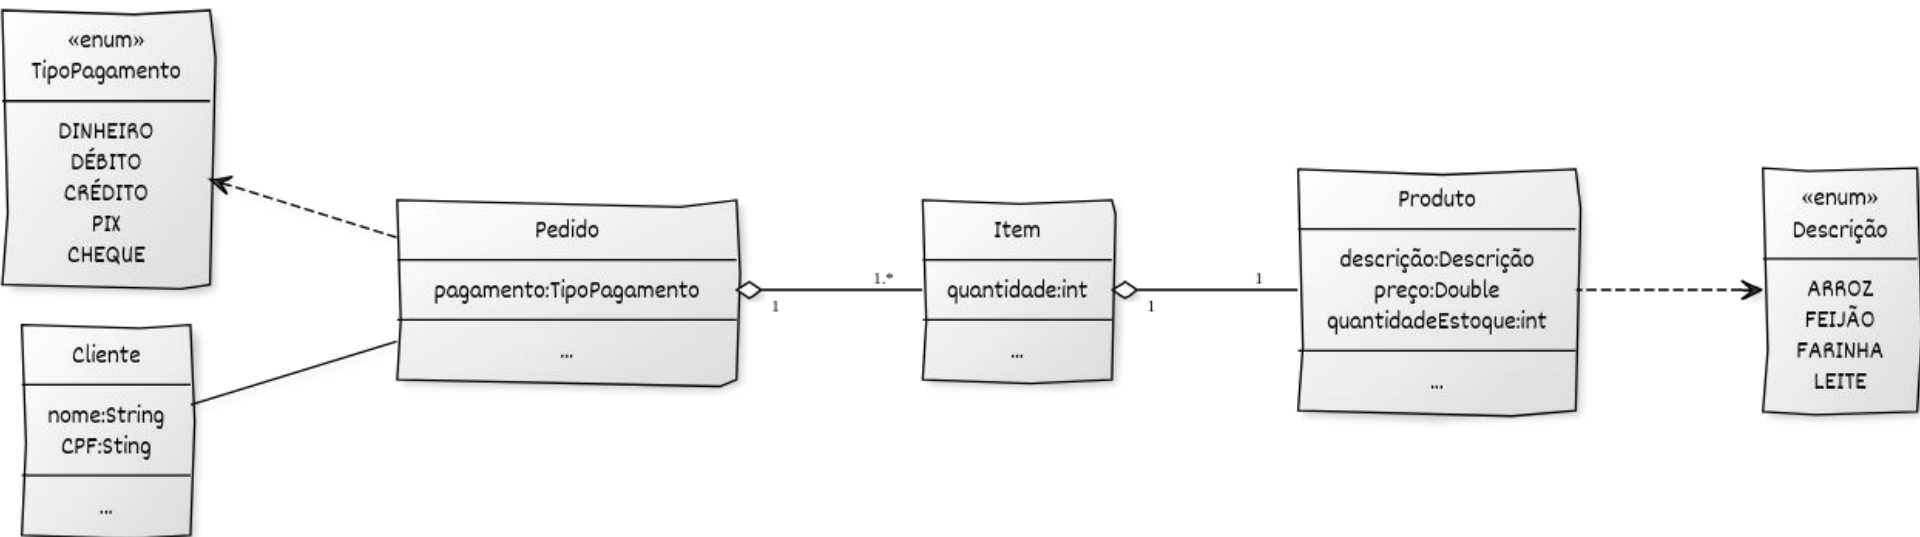 «enum»
TipoPagamento
DINHEIRO
DÉBITO
CRÉDITO
PIX
CHEQUE
Cliente
nome:String
CPF:Sting
...
Pedido
pagamento:TipoPagamento
...
1
1.*
Item
quantidade:int
...
1
1
Produto
descrição:Descrição
preço:Double
quantidadeEstoque:int
...
«enum»
Descrição
ARROZ
FEIJÃO
FARINHA
LEITE